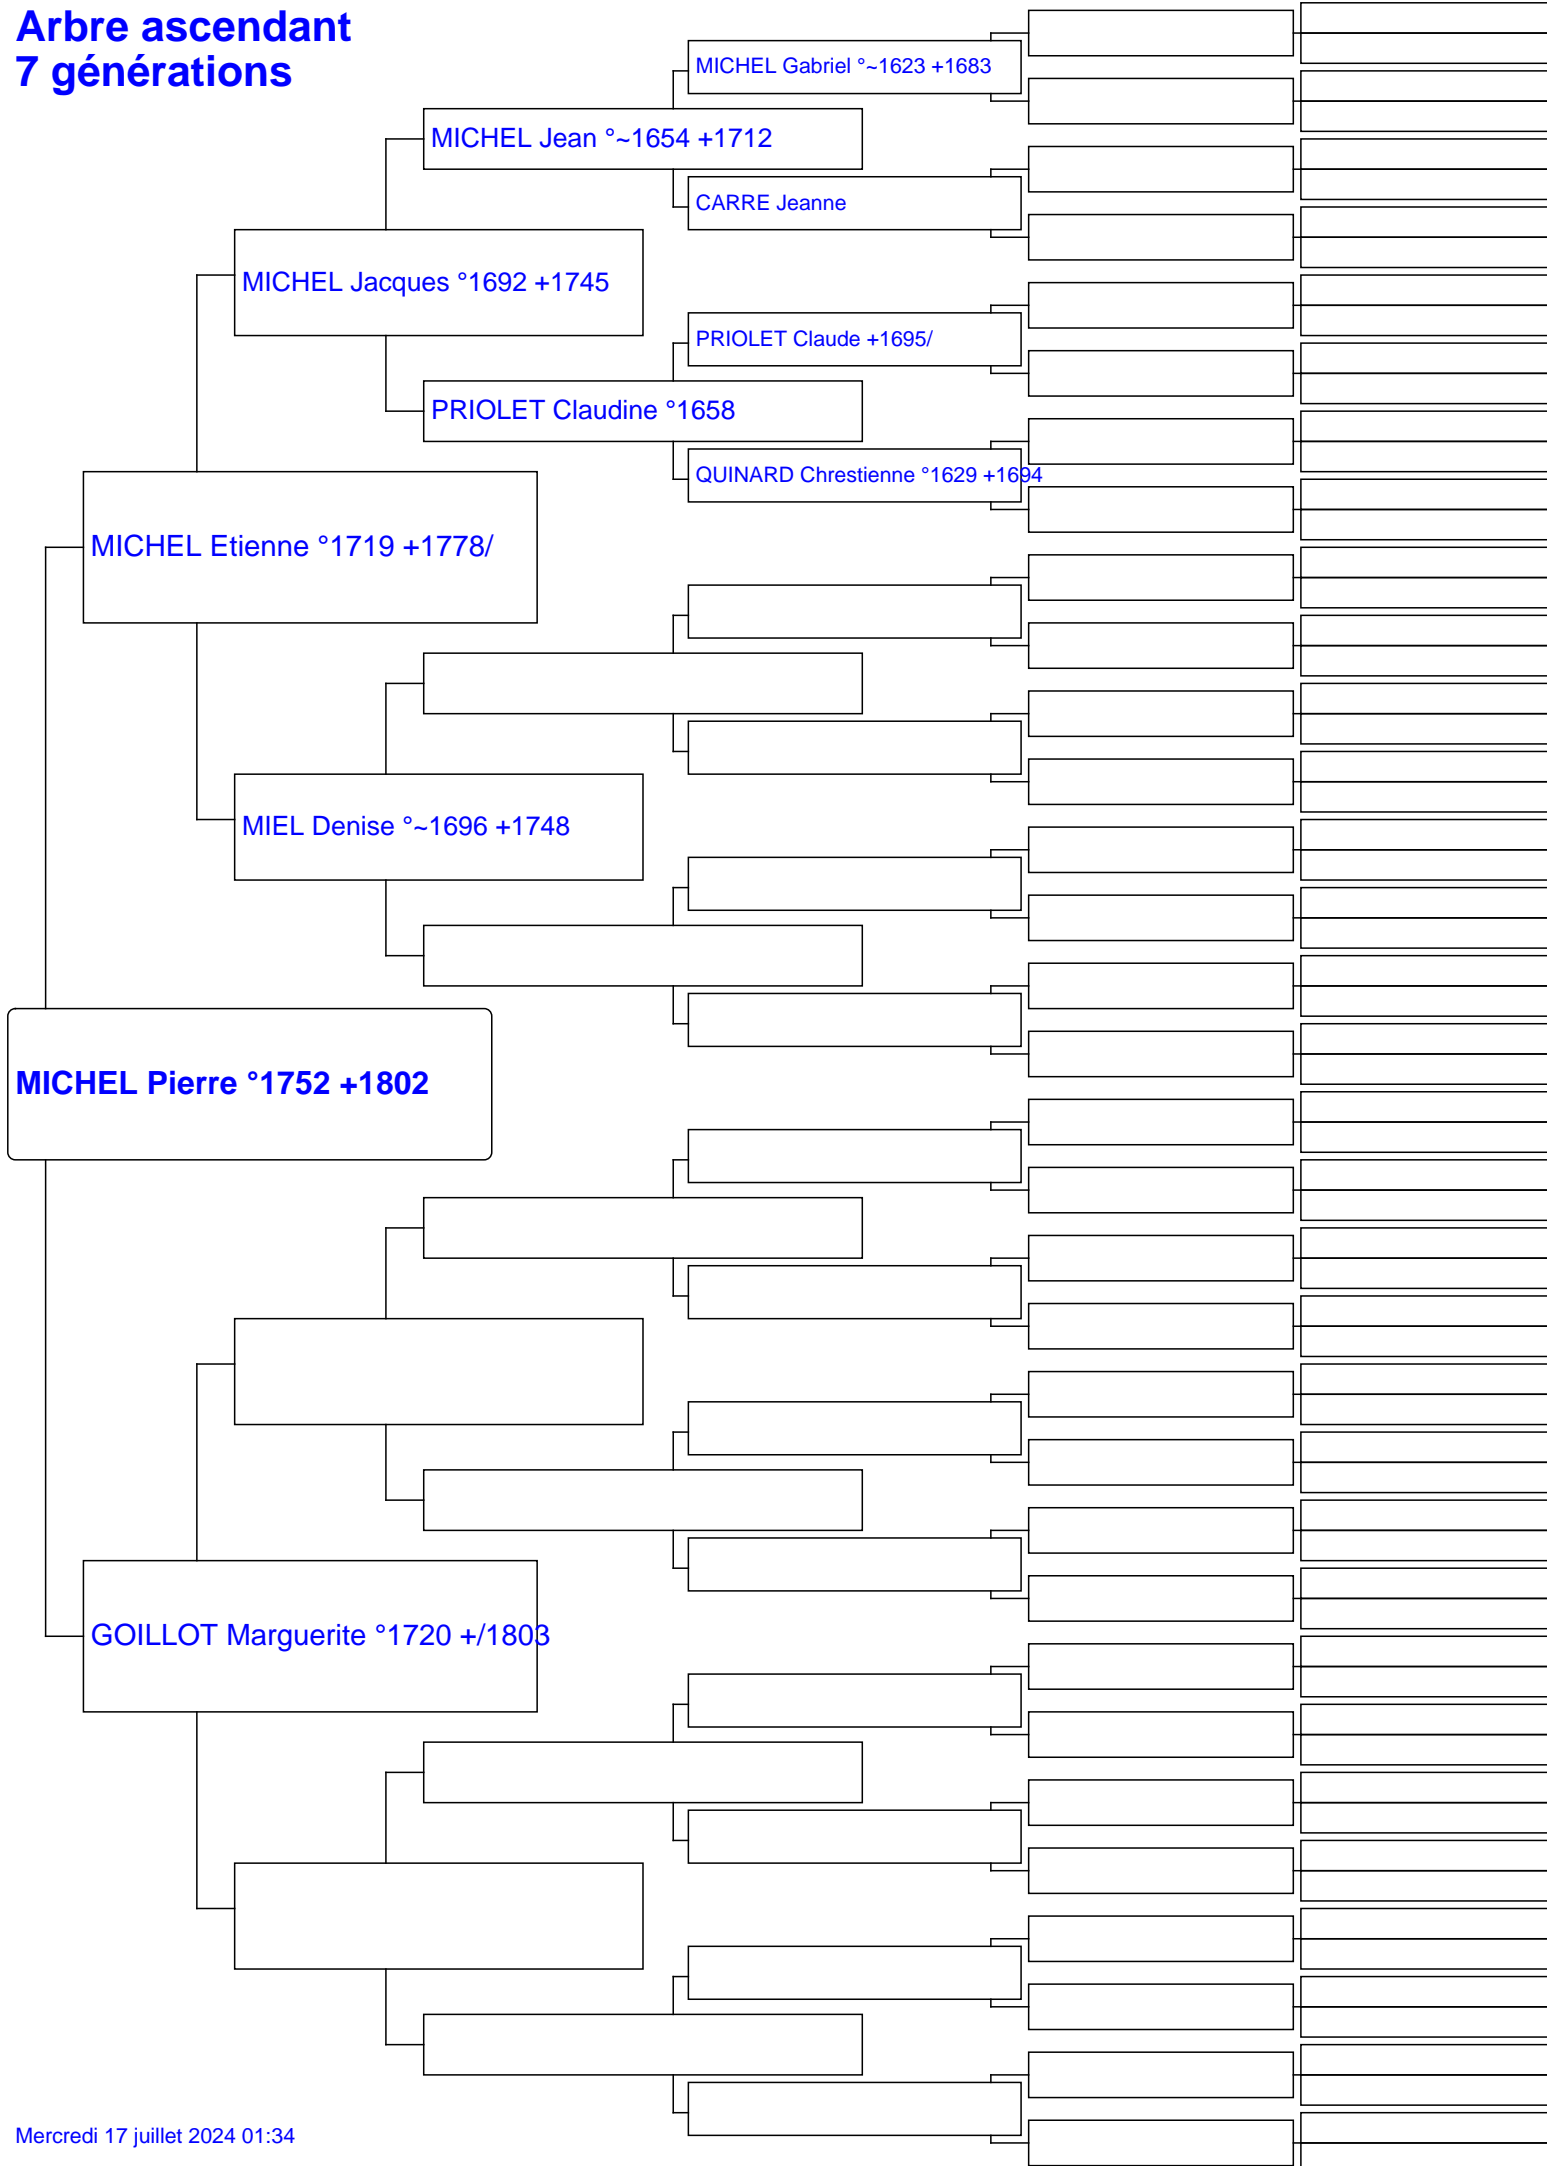 Arbre ascendant
7 générations
MICHEL Gabriel °~1623 +1683
MICHEL Jean °~1654 +1712
CARRE Jeanne
MICHEL Jacques °1692 +1745
PRIOLET Claude +1695/
PRIOLET Claudine °1658
QUINARD Chrestienne °1629 +1694
MICHEL Etienne °1719 +1778/
MIEL Denise °~1696 +1748
MICHEL Pierre °1752 +1802
GOILLOT Marguerite °1720 +/1803
Mercredi 17 juillet 2024 01:34